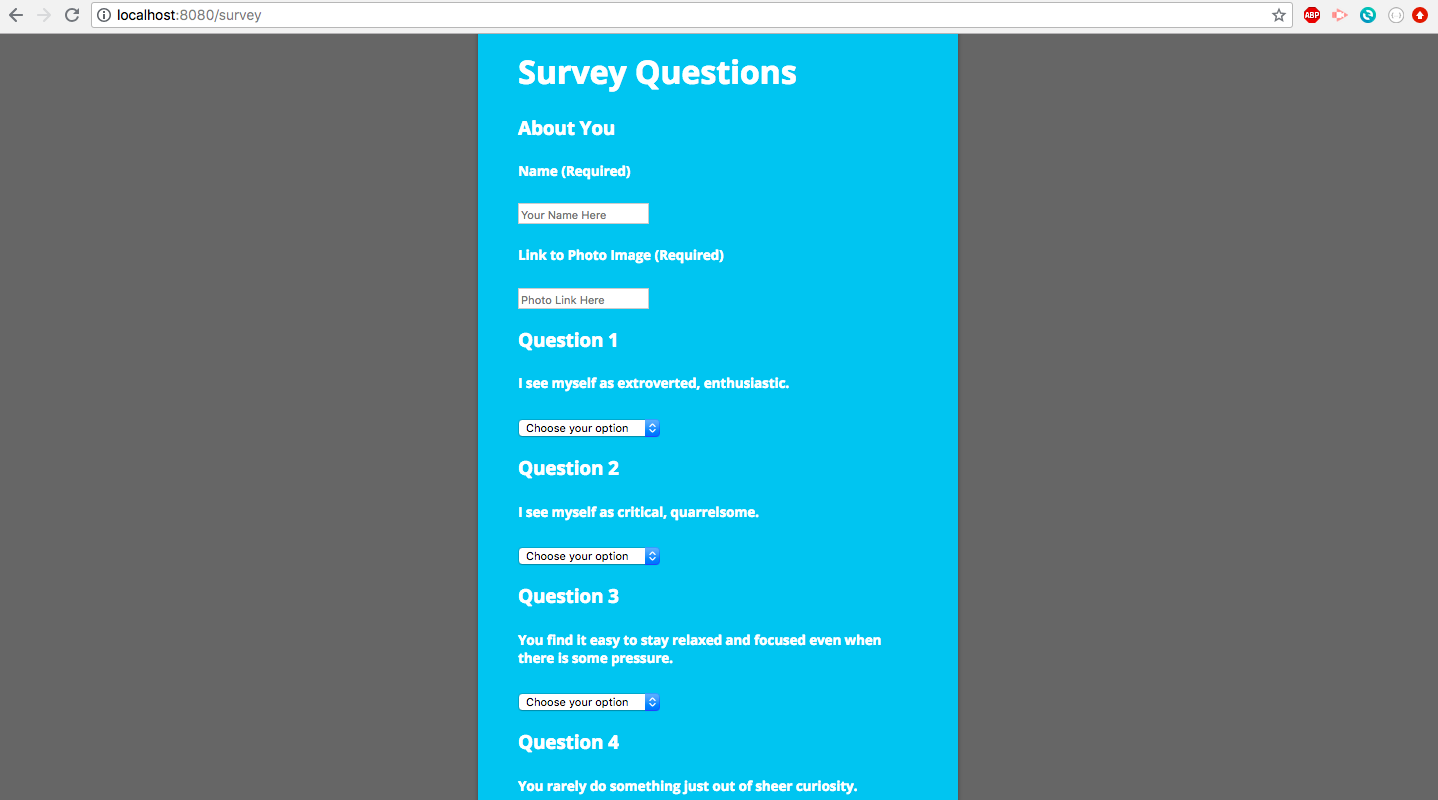 localhost:8080/survey
ABP
Survey Questions
About You
Name (Required)
Your Name Here
Link to Photo Image (Required)
Photo Link Here
Question 1
I see myself as extroverted, enthusiastic.
Choose your option
Question 2
I see myself as critical, quarrelsome.
Choose your option
Question 3
You find it easy to stay relaxed and focused even when
there is some pressure.
Choose your option
Question 4
You rarely do something just out of sheer curiosity.